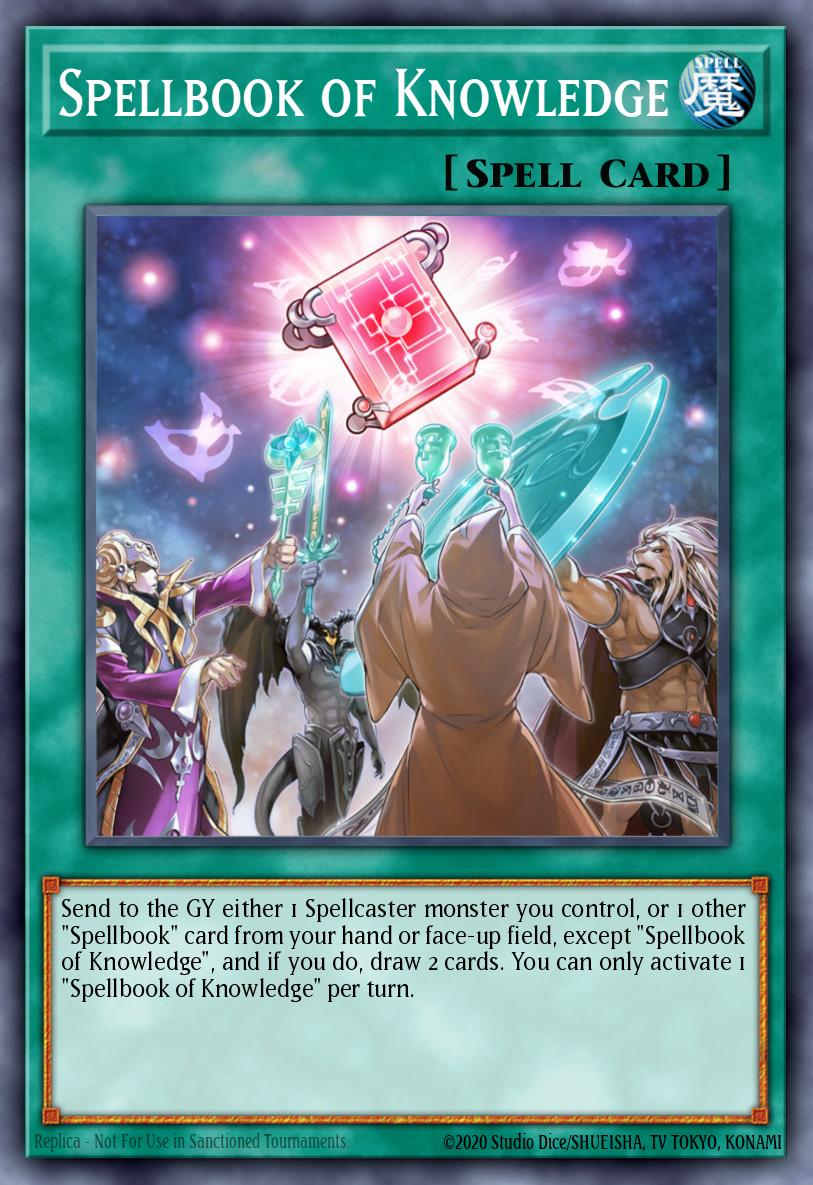 Spellbook of Knowledge
SPELL
魔
[Spell Card]
Send to the GY either 1 Spellcaster monster you control, or 1 other
"Spellbook" card from your hand or face-up field, except "Spellbook
of Knowledge", and if you do, draw 2 cards. You can only activate 1
"Spellbook of Knowledge" per turn.
Replica - Not For Use in Sanctioned Tournaments.
©2020 Studio Dice/SHUEISHA, TV TOKYO, KONAMI